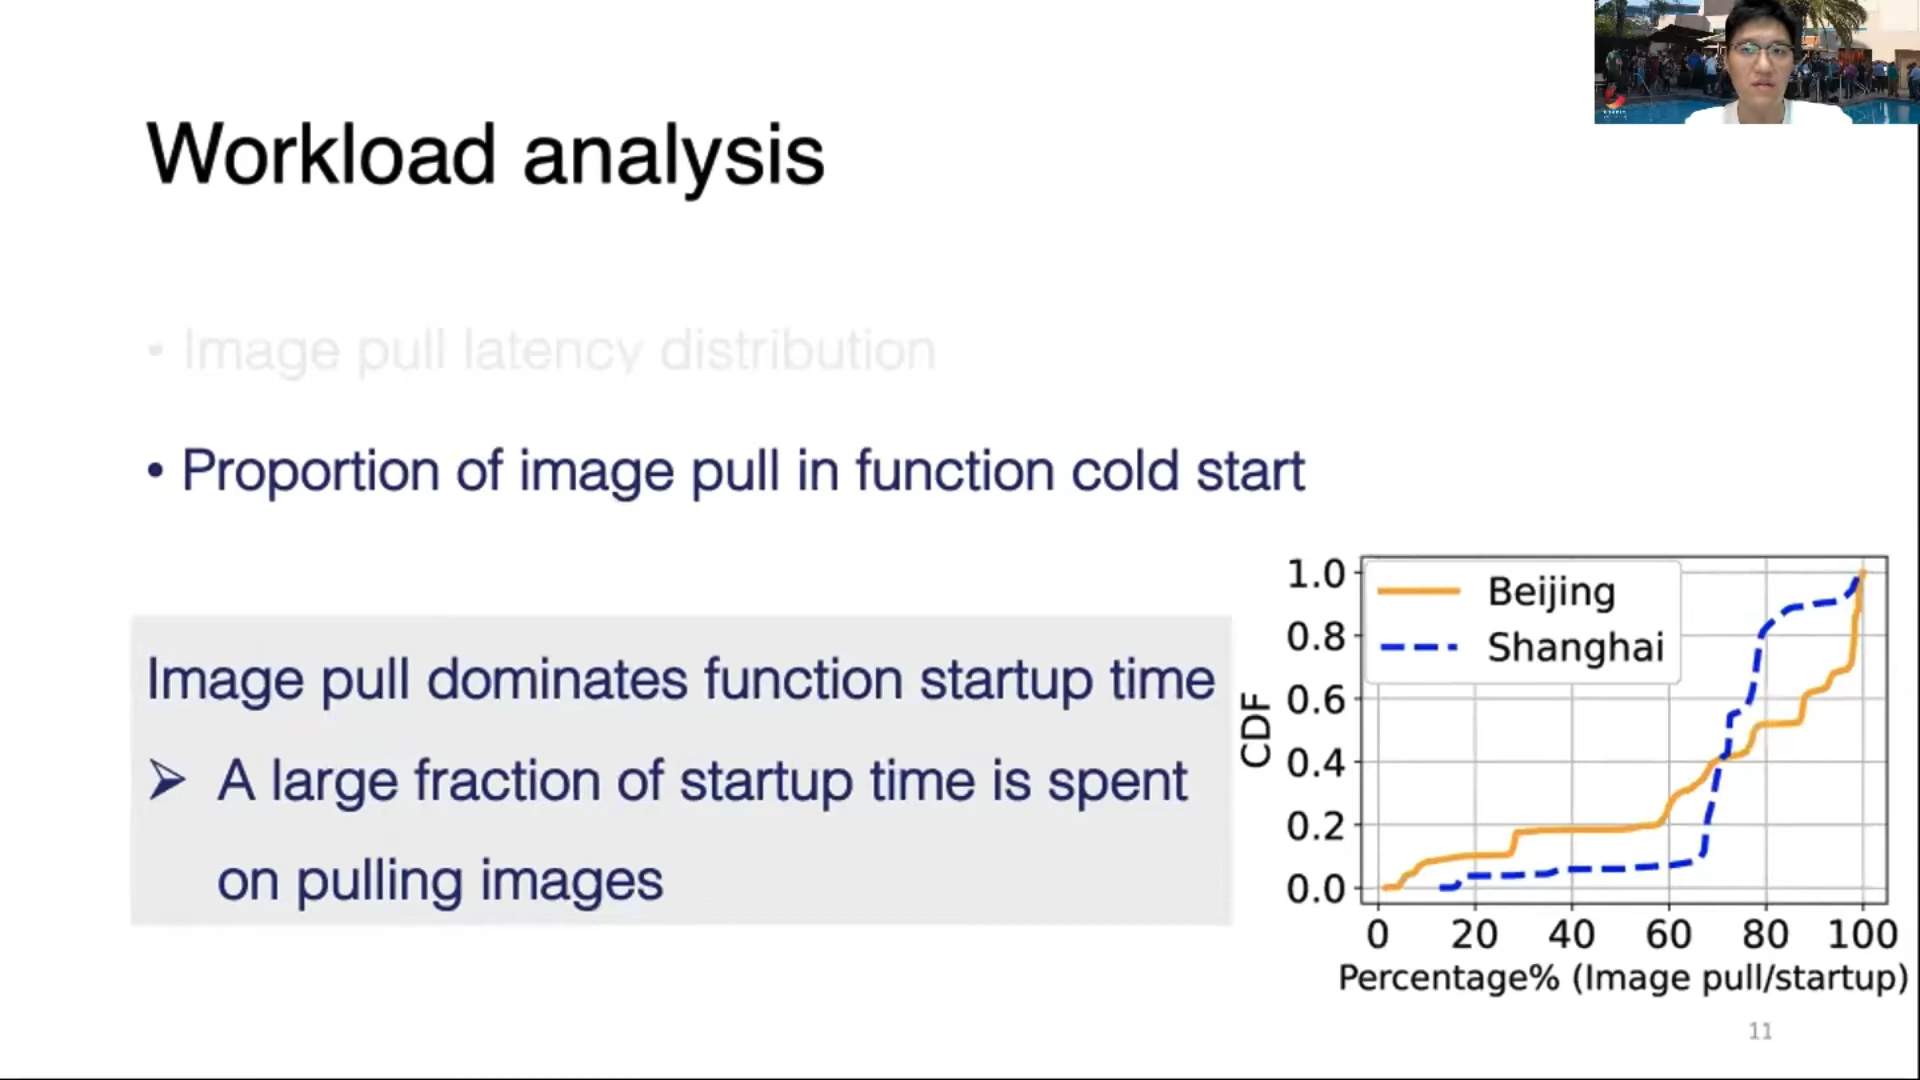 Workload analysis
• Image pull latency distribution
• Proportion of image pull in function cold start
Image pull dominates function startup time
➢ A large fraction of startup time is spent
on pulling images
1.0
0.8
0.6
0.4
0.2
0.0
CDF
Beijing
Shanghai
0 20 40 60 80 100
Percentage% (Image pull/startup)
11